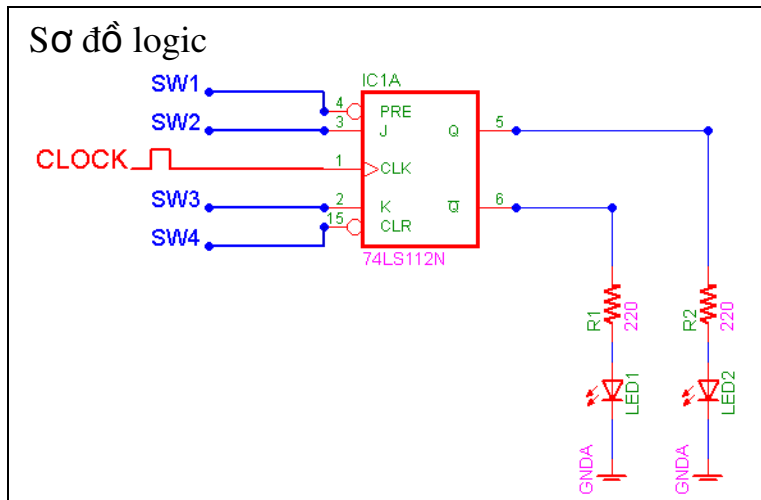 Sơ đồ logic
IC1A
SW1
4
PRE
SW2
3
J
Q
5
CLOCK
1
CLK
SW3
2
K
Q̅
6
SW4
15
CLR
74LS112N
R1
220
R2
220
LED1
LED2
GNDA
GNDA